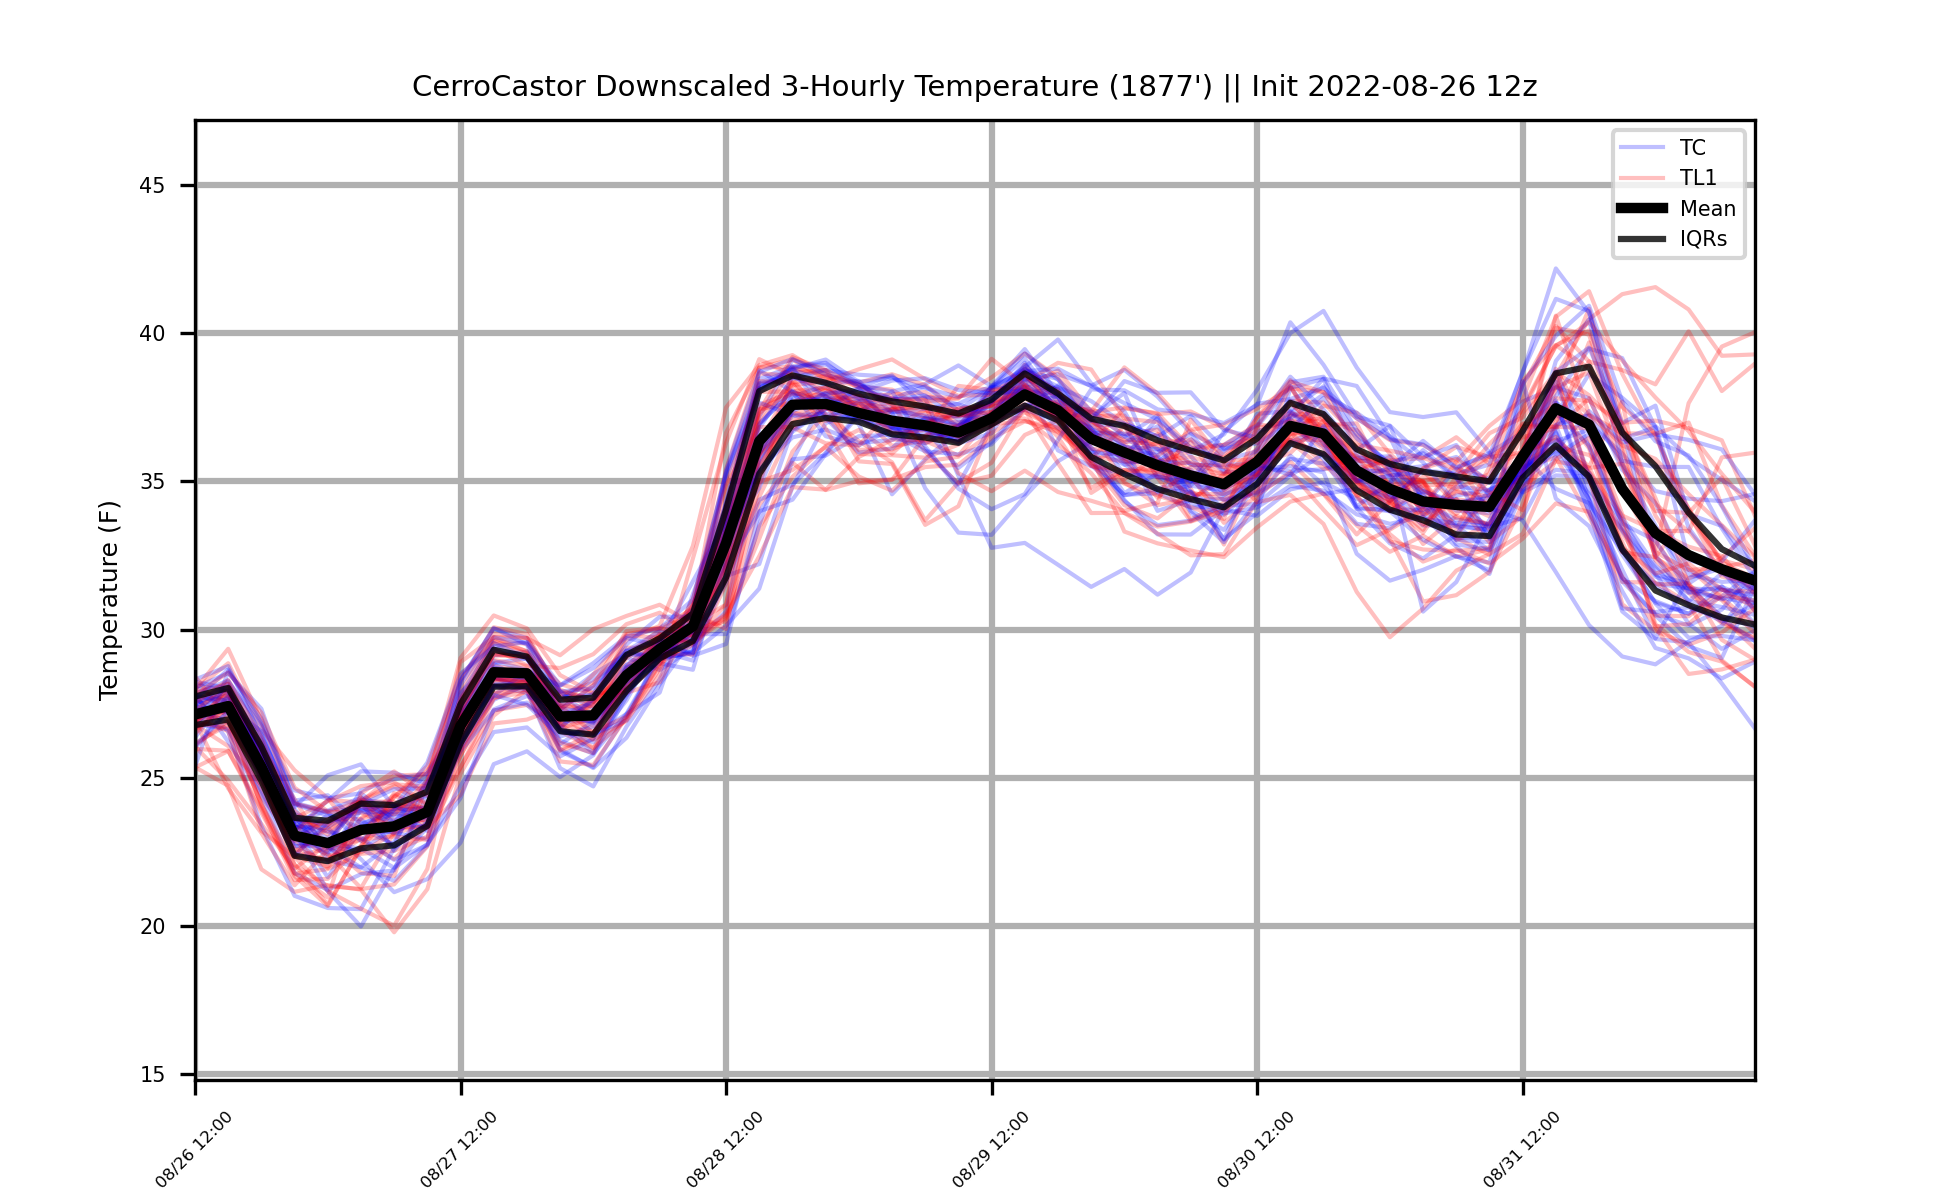 CerroCastor Downscaled 3-Hourly Temperature (1877') || Init 2022-08-26 12z
TC
TL1
Mean
IQRs
Temperature (F)
45
40
35
30
25
20
15
08/26 12:00
08/27 12:00
08/28 12:00
08/29 12:00
08/30 12:00
08/31 12:00